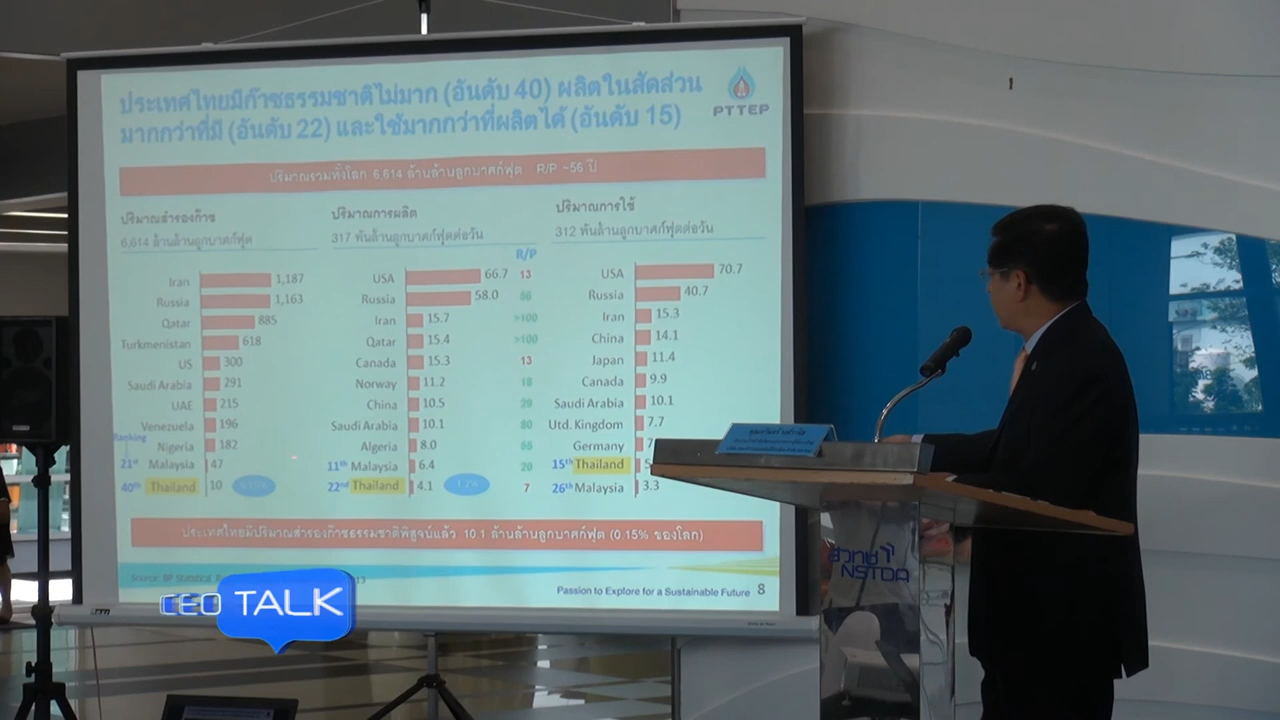 ประเทศไทยมีก๊าซธรรมชาติไม่มาก (อันดับ 40) ผลิตในสัดส่วน
มากกว่าที่มี (อันดับ 22) และใช้มากกว่าที่ผลิตได้ (อันดับ 15)
PTTEP
ปริมาณรวมทั้งโลก 6,614 ล้านล้านลูกบาศก์ฟุต R/P ~56 ปี
ปริมาณสำรองก๊าซ
6,614 ล้านล้านลูกบาศก์ฟุต
Iran 1,187
Russia 1,163
Qatar 885
Turkmenistan 618
US 300
Saudi Arabia 291
UAE 215
Venezuela 196
Ranking
Nigeria 182
21st Malaysia 47
40th Thailand 10
ปริมาณการผลิต
317 พันล้านลูกบาศก์ฟุตต่อวัน
R/P
USA 66.7 13
Russia 58.0 56
Iran 15.7 >100
Qatar 15.4 >100
Canada 15.3 13
Norway 11.2 18
China 10.5 29
Saudi Arabia 10.1 80
Algeria 8.0 55
11th Malaysia 6.4 20
22nd Thailand 4.1 1.2% 7
ปริมาณการใช้
312 พันล้านลูกบาศก์ฟุตต่อวัน
USA 70.7
Russia 40.7
Iran 15.3
China 14.1
Japan 11.4
Canada 9.9
Saudi Arabia 10.1
Utd. Kingdom 7.7
Germany 7
15th Thailand 5
26th Malaysia 3.3
ประเทศไทยมีปริมาณสำรองก๊าซธรรมชาติพิสูจน์แล้ว 10.1 ล้านล้านลูกบาศก์ฟุต (0.15% ของโลก)
Source: BP Statistical
Passion to Explore for a Sustainable Future 8
CEO TALK
สวทช
NSTDA